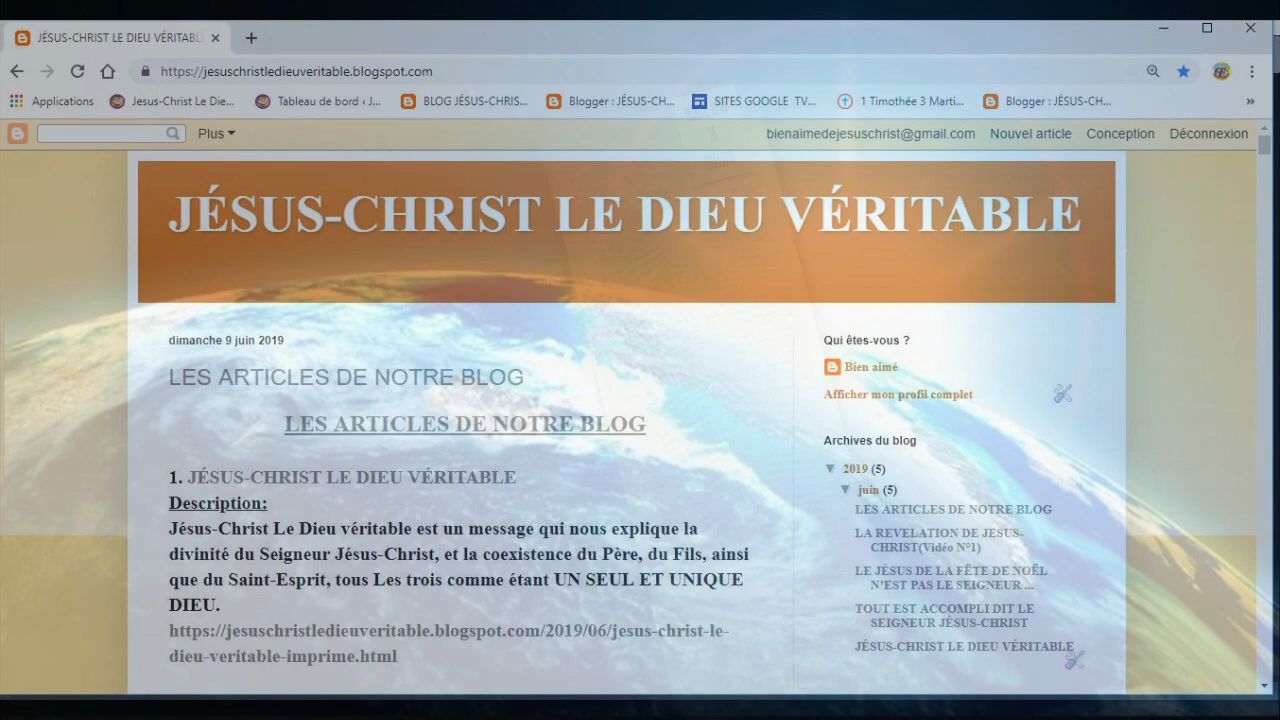 JÉSUS-CHRIST LE DIEU VÉRITABL
https://jesuschristledieuveritable.blogspot.com
Applications Jesus-Christ Le Die... Tableau de bord ‹ J... BLOG JÉSUS-CHRIS... Blogger : JÉSUS-CH... SITES GOOGLE TV... 1 Timothée 3 Marti... Blogger : JÉSUS-CH... »
Plus bienaimedejesuschrist@gmail.com Nouvel article Conception Déconnexion
JÉSUS-CHRIST LE DIEU VÉRITABLE
dimanche 9 juin 2019
LES ARTICLES DE NOTRE BLOG
LES ARTICLES DE NOTRE BLOG
1. JÉSUS-CHRIST LE DIEU VÉRITABLE
Description:
Jésus-Christ Le Dieu véritable est un message qui nous explique la
divinité du Seigneur Jésus-Christ, et la coexistence du Père, du Fils, ainsi
que du Saint-Esprit, tous Les trois comme étant UN SEUL ET UNIQUE
DIEU.
https://jesuschristledieuveritable.blogspot.com/2019/06/jesus-christ-le-
dieu-veritable-imprime.html
Qui êtes-vous ?
Bien aimé
Afficher mon profil complet
Archives du blog
▼ 2019 (5)
▼ juin (5)
LES ARTICLES DE NOTRE BLOG
LA REVELATION DE JESUS-
CHRIST(Vidéo N°1)
LE JÉSUS DE LA FÊTE DE NOËL
N'EST PAS LE SEIGNEUR ...
TOUT EST ACCOMPLI DIT LE
SEIGNEUR JÉSUS-CHRIST
JÉSUS-CHRIST LE DIEU VÉRITABLE